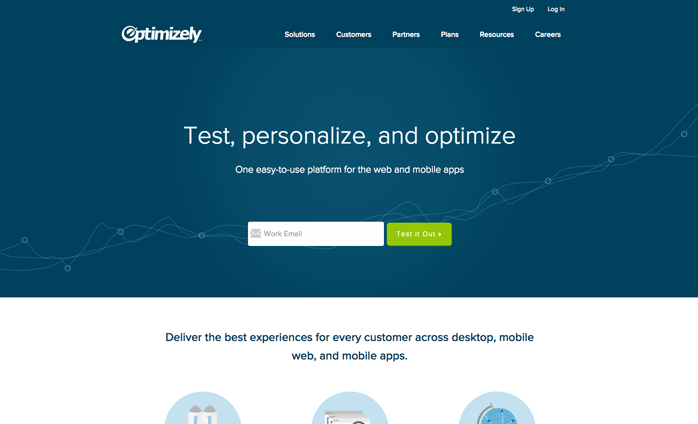 Sign Up Log In
Optimizely
Solutions Customers Partners Plans Resources Careers
Test, personalize, and optimize
One easy-to-use platform for the web and mobile apps
Work Email
Test It Out »
Deliver the best experiences for every customer across desktop, mobile
web, and mobile apps.